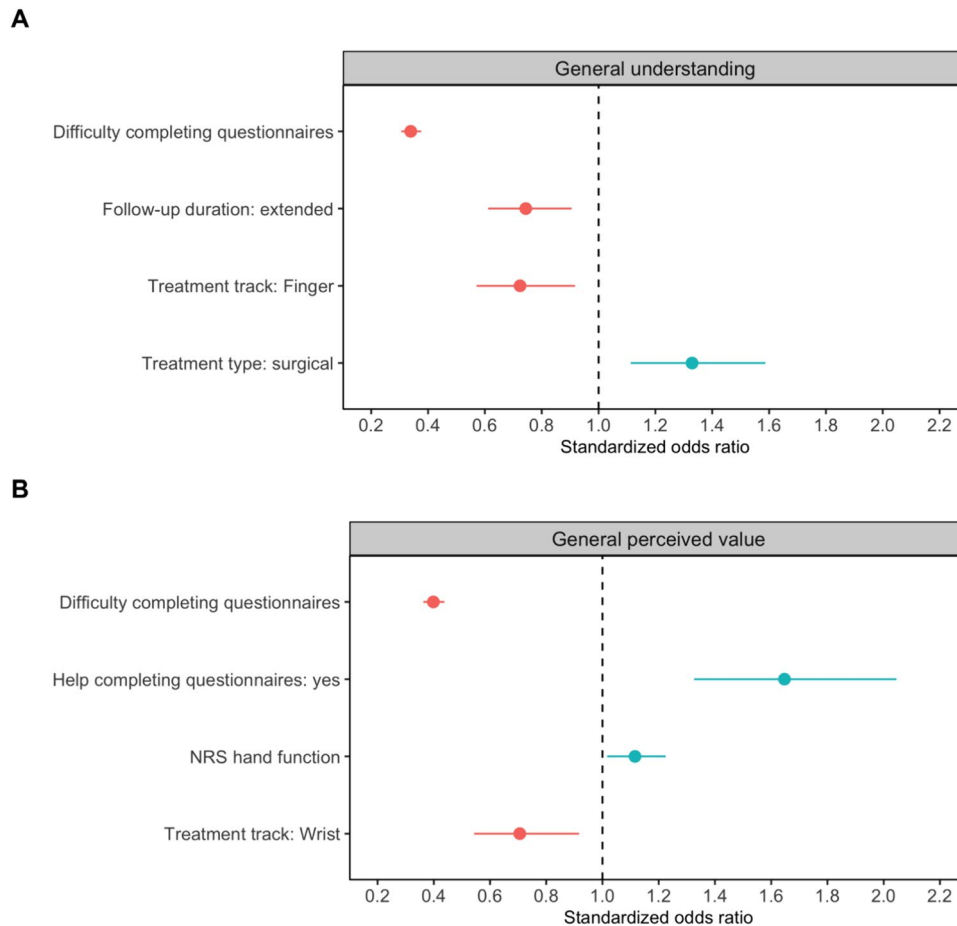 A
General understanding
Difficulty completing questionnaires
Follow-up duration: extended
Treatment track: Finger
Treatment type: surgical
0.2 0.4 0.6 0.8 1.0 1.2 1.4 1.6 1.8 2.0 2.2
Standardized odds ratio
B
General perceived value
Difficulty completing questionnaires
Help completing questionnaires: yes
NRS hand function
Treatment track: Wrist
0.2 0.4 0.6 0.8 1.0 1.2 1.4 1.6 1.8 2.0 2.2
Standardized odds ratio